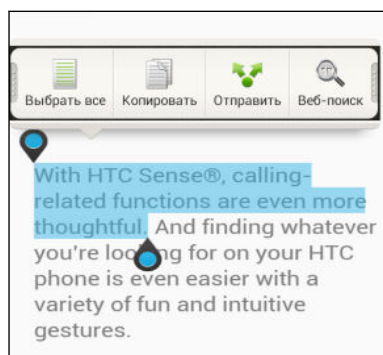 Выбрать все Копировать Отправить Веб-поиск
With HTC Sense®, calling-
related functions are even more
thoughtful. And finding whatever
you're looking for on your HTC
phone is even easier with a
variety of fun and intuitive
gestures.